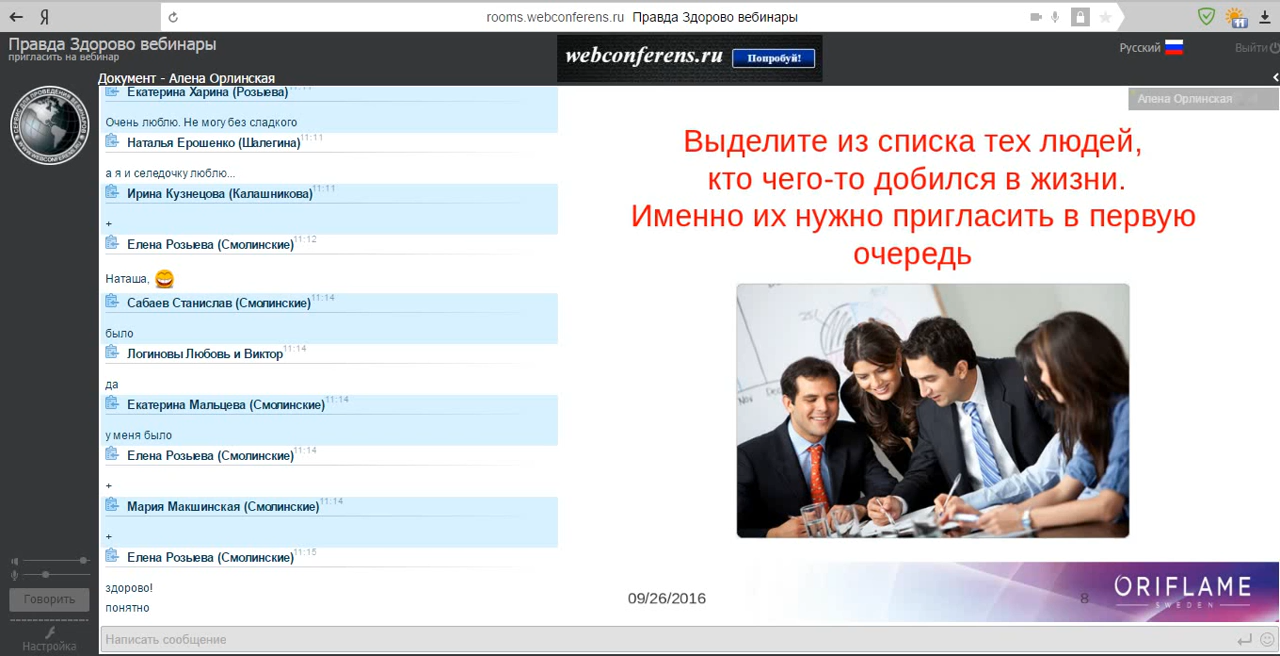 Я
rooms.webconferens.ru Правда Здорово вебинары
11
Правда Здорово вебинары
пригласить на вебинар
webconferens.ru Попробуй!
Русский
Выйти
Документ - Алена Орлинская
Алена Орлинская
Екатерина Харина (Розыева)
Очень люблю. Не могу без сладкого
Наталья Ерошенко (Шалегина) 11:11
а я и селедочку люблю...
Ирина Кузнецова (Калашникова) 11:11
+
Елена Розыева (Смолинские) 11:12
Наташа,
Сабаев Станислав (Смолинские) 11:14
было
Логиновы Любовь и Виктор 11:14
да
Екатерина Мальцева (Смолинские) 11:14
у меня было
Елена Розыева (Смолинские) 11:14
+
Мария Макшинская (Смолинские) 11:14
+
Елена Розыева (Смолинские) 11:15
здорово!
понятно
Написать сообщение
Говорить
Настройка
Выделите из списка тех людей,
кто чего-то добился в жизни.
Именно их нужно пригласить в первую
очередь
09/26/2016
8
ORIFLAME
SWEDEN